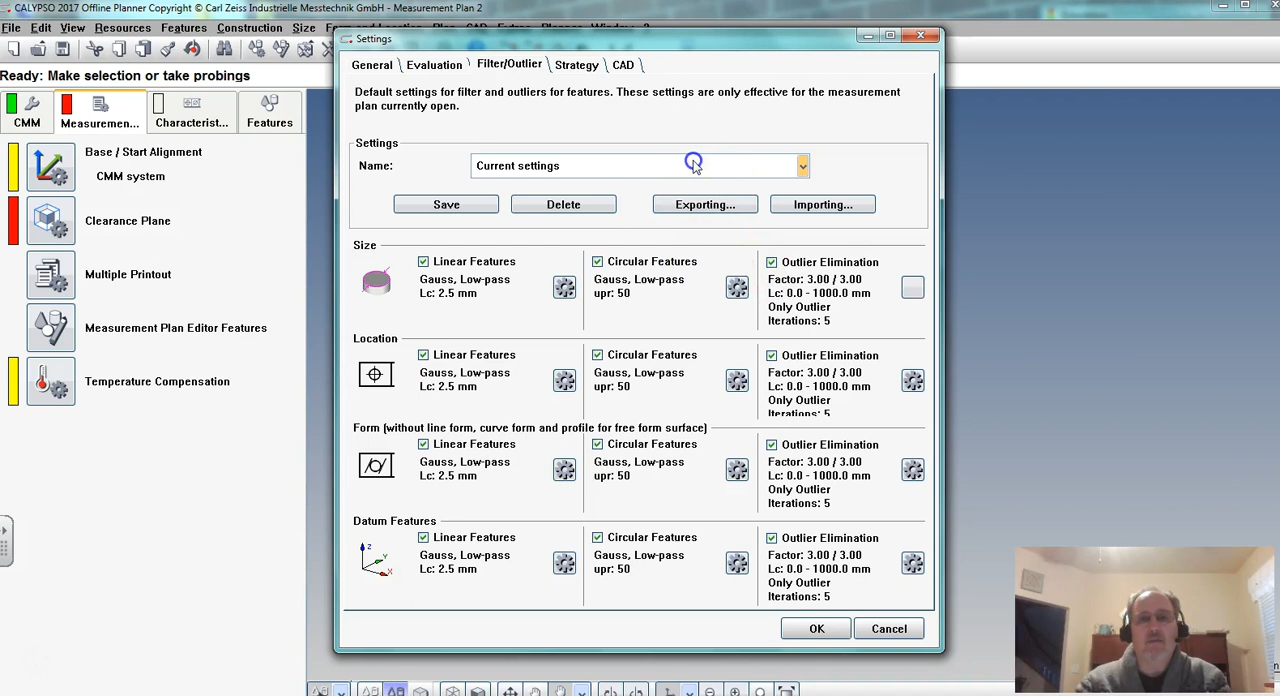 CALYPSO 2017 Offline Planner Copyright © Carl Zeiss Industrielle Messtechnik GmbH - Measurement Plan 2
File Edit View Resources Features Construction Size Form and Location Plan CAD Extras Planner Window ?
Settings
Ready: Make selection or take probings
General Evaluation Filter/Outlier Strategy CAD
Default settings for filter and outliers for features. These settings are only effective for the measurement
plan currently open.
CMM Measuremen... Characterist... Features
Settings
Name: Current settings
Save Delete Exporting... Importing...
Base / Start Alignment
CMM system
Clearance Plane
Multiple Printout
Measurement Plan Editor Features
Temperature Compensation
Size
Linear Features
Gauss, Low-pass
Lc: 2.5 mm
Circular Features
Gauss, Low-pass
upr: 50
Outlier Elimination
Factor: 3.00 / 3.00
Lc: 0.0 - 1000.0 mm
Only Outlier
Iterations: 5
Location
Linear Features
Gauss, Low-pass
Lc: 2.5 mm
Circular Features
Gauss, Low-pass
upr: 50
Outlier Elimination
Factor: 3.00 / 3.00
Lc: 0.0 - 1000.0 mm
Only Outlier
Iterations: 5
Form (without line form, curve form and profile for free form surface)
Linear Features
Gauss, Low-pass
Lc: 2.5 mm
Circular Features
Gauss, Low-pass
upr: 50
Outlier Elimination
Factor: 3.00 / 3.00
Lc: 0.0 - 1000.0 mm
Only Outlier
Iterations: 5
Datum Features
Linear Features
Gauss, Low-pass
Lc: 2.5 mm
Circular Features
Gauss, Low-pass
upr: 50
Outlier Elimination
Factor: 3.00 / 3.00
Lc: 0.0 - 1000.0 mm
Only Outlier
Iterations: 5
OK Cancel